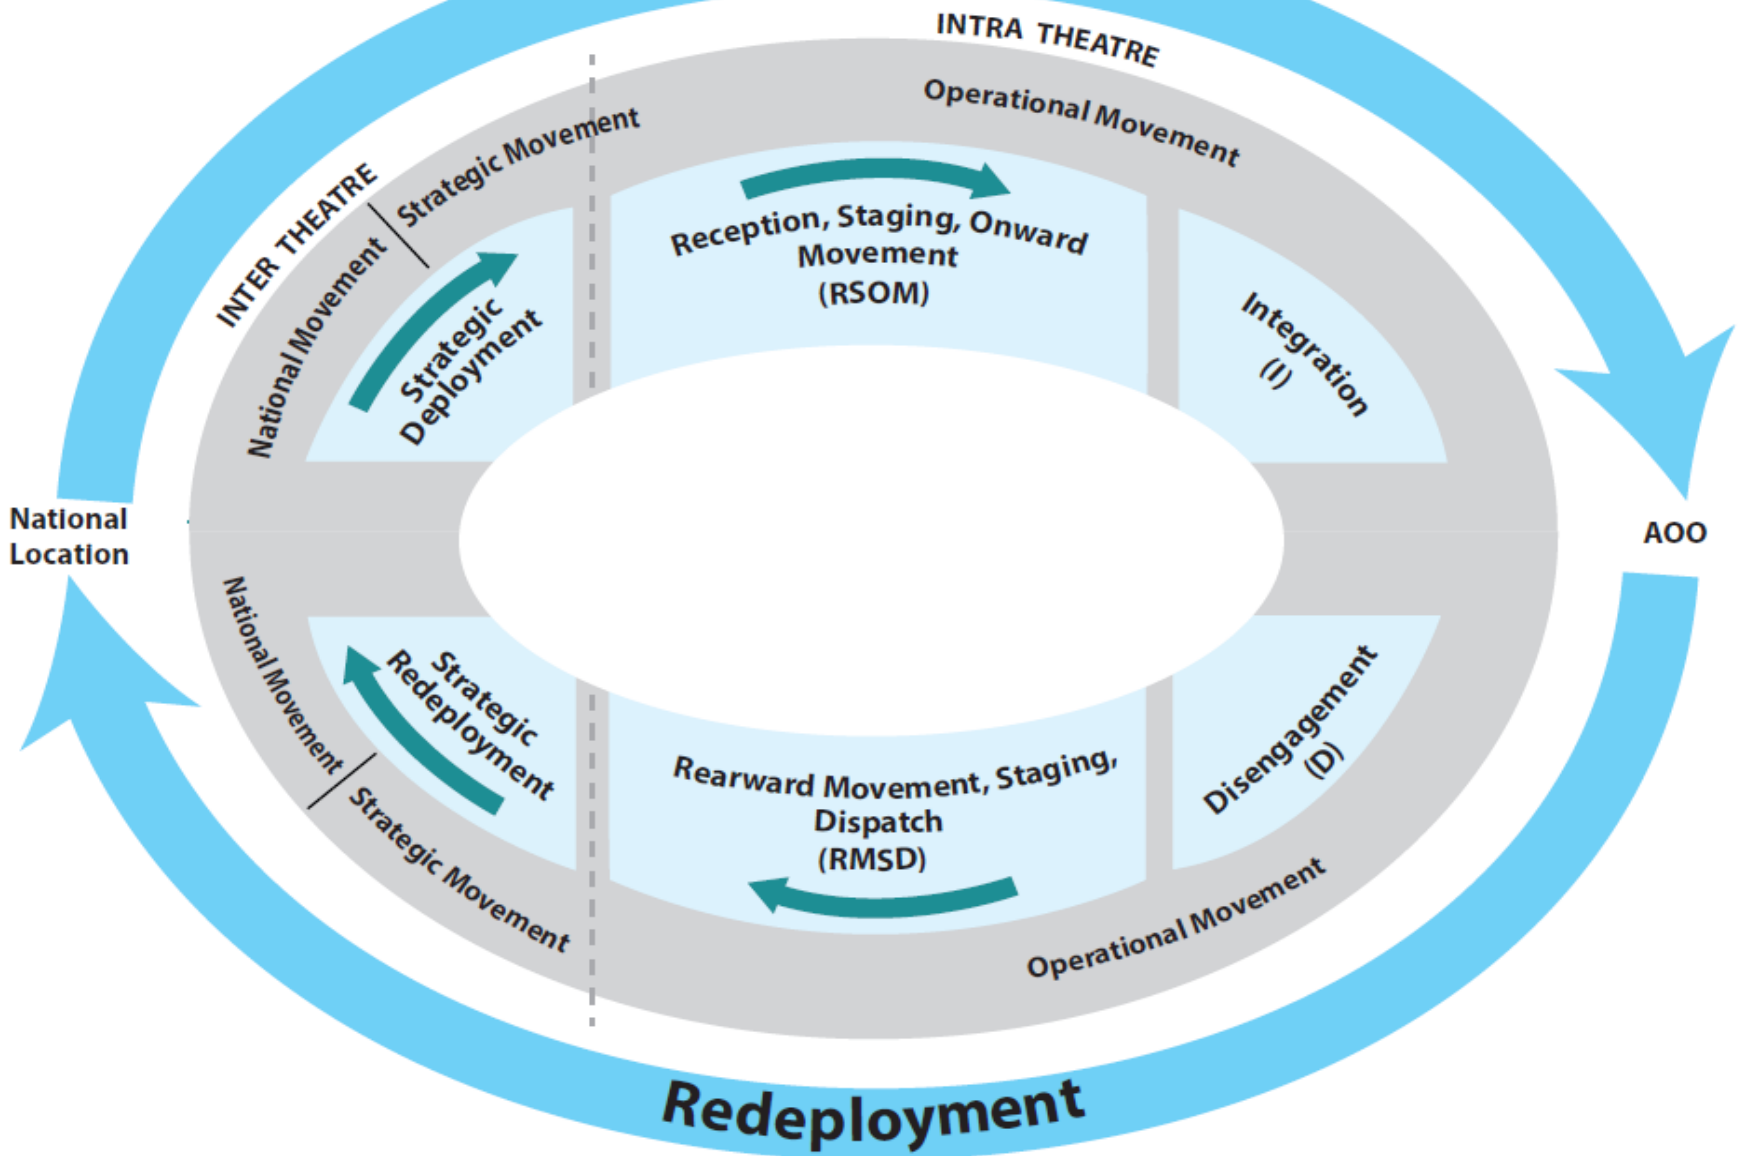 INTRA THEATRE
Operational Movement
Strategic Movement
INTER THEATRE
National Movement
Strategic
Deployment
Reception, Staging, Onward
Movement
(RSOM)
Integration
(I)
National
Location
AOO
National Movement
Strategic
Redeployment
Strategic Movement
Rearward Movement, Staging,
Dispatch
(RMSD)
Disengagement
(D)
Operational Movement
Redeployment